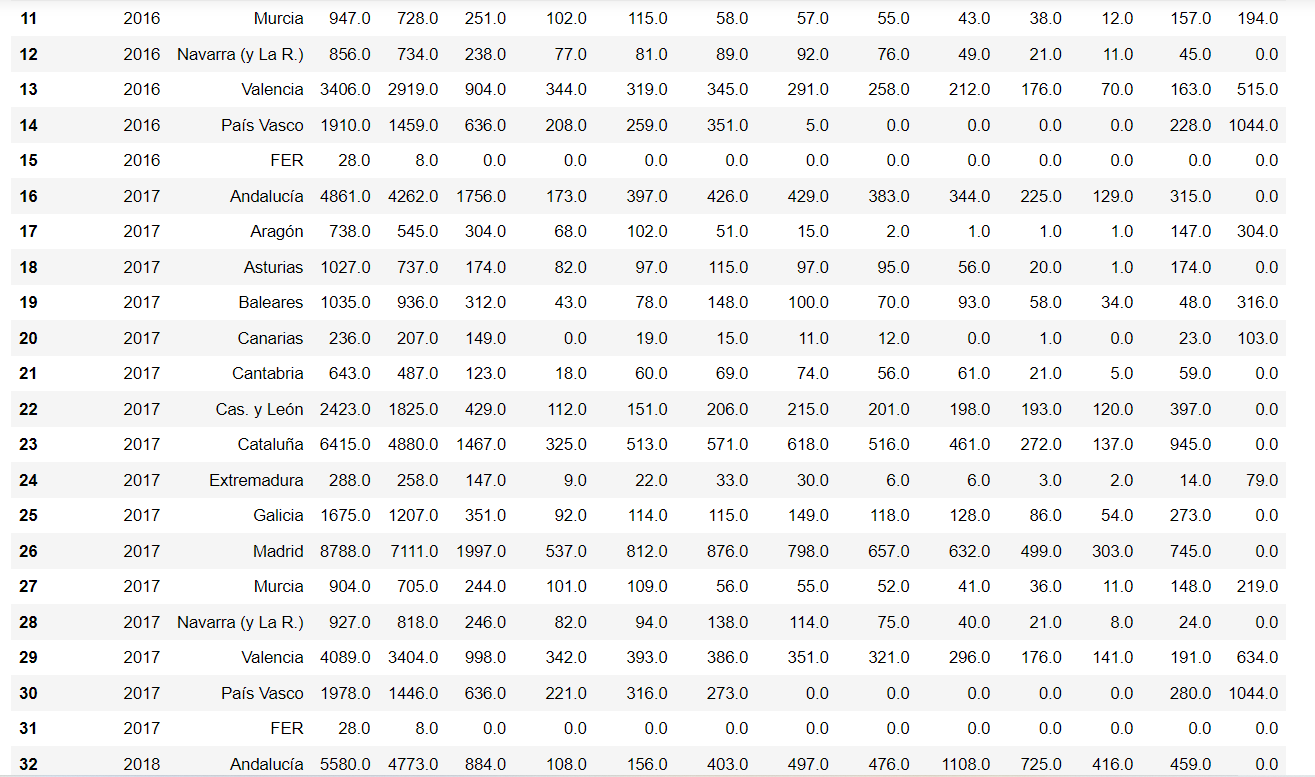 11 2016 Murcia 947.0 728.0 251.0 102.0 115.0 58.0 57.0 55.0 43.0 38.0 12.0 157.0 194.0
12 2016 Navarra (y La R.) 856.0 734.0 238.0 77.0 81.0 89.0 92.0 76.0 49.0 21.0 11.0 45.0 0.0
13 2016 Valencia 3406.0 2919.0 904.0 344.0 319.0 345.0 291.0 258.0 212.0 176.0 70.0 163.0 515.0
14 2016 País Vasco 1910.0 1459.0 636.0 208.0 259.0 351.0 5.0 0.0 0.0 0.0 0.0 228.0 1044.0
15 2016 FER 28.0 8.0 0.0 0.0 0.0 0.0 0.0 0.0 0.0 0.0 0.0 0.0 0.0
16 2017 Andalucía 4861.0 4262.0 1756.0 173.0 397.0 426.0 429.0 383.0 344.0 225.0 129.0 315.0 0.0
17 2017 Aragón 738.0 545.0 304.0 68.0 102.0 51.0 15.0 2.0 1.0 1.0 1.0 147.0 304.0
18 2017 Asturias 1027.0 737.0 174.0 82.0 97.0 115.0 97.0 95.0 56.0 20.0 1.0 174.0 0.0
19 2017 Baleares 1035.0 936.0 312.0 43.0 78.0 148.0 100.0 70.0 93.0 58.0 34.0 48.0 316.0
20 2017 Canarias 236.0 207.0 149.0 0.0 19.0 15.0 11.0 12.0 0.0 1.0 0.0 23.0 103.0
21 2017 Cantabria 643.0 487.0 123.0 18.0 60.0 69.0 74.0 56.0 61.0 21.0 5.0 59.0 0.0
22 2017 Cas. y León 2423.0 1825.0 429.0 112.0 151.0 206.0 215.0 201.0 198.0 193.0 120.0 397.0 0.0
23 2017 Cataluña 6415.0 4880.0 1467.0 325.0 513.0 571.0 618.0 516.0 461.0 272.0 137.0 945.0 0.0
24 2017 Extremadura 288.0 258.0 147.0 9.0 22.0 33.0 30.0 6.0 6.0 3.0 2.0 14.0 79.0
25 2017 Galicia 1675.0 1207.0 351.0 92.0 114.0 115.0 149.0 118.0 128.0 86.0 54.0 273.0 0.0
26 2017 Madrid 8788.0 7111.0 1997.0 537.0 812.0 876.0 798.0 657.0 632.0 499.0 303.0 745.0 0.0
27 2017 Murcia 904.0 705.0 244.0 101.0 109.0 56.0 55.0 52.0 41.0 36.0 11.0 148.0 219.0
28 2017 Navarra (y La R.) 927.0 818.0 246.0 82.0 94.0 138.0 114.0 75.0 40.0 21.0 8.0 24.0 0.0
29 2017 Valencia 4089.0 3404.0 998.0 342.0 393.0 386.0 351.0 321.0 296.0 176.0 141.0 191.0 634.0
30 2017 País Vasco 1978.0 1446.0 636.0 221.0 316.0 273.0 0.0 0.0 0.0 0.0 0.0 280.0 1044.0
31 2017 FER 28.0 8.0 0.0 0.0 0.0 0.0 0.0 0.0 0.0 0.0 0.0 0.0 0.0
32 2018 Andalucía 5580.0 4773.0 884.0 108.0 156.0 403.0 497.0 476.0 1108.0 725.0 416.0 459.0 0.0